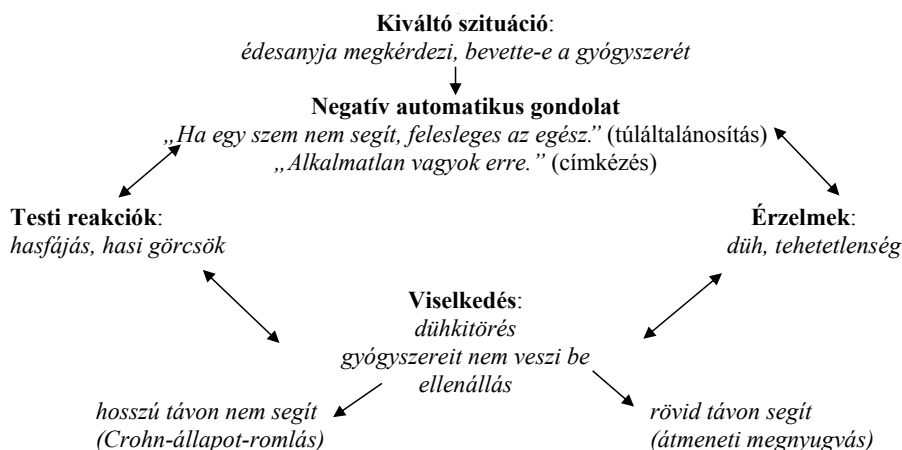 Kiváltó szituáció:
édesanyja megkérdezi, bevette-e a gyógyszerét
Negatív automatikus gondolat
„Ha egy szem nem segít, felesleges az egész.” (túláltalánosítás)
„Alkalmatlan vagyok erre.” (címkézés)
Testi reakciók:
hasfájás, hasi görcsök
Érzelmek:
düh, tehetetlenség
Viselkedés:
dühkitörés
gyógyszereit nem veszi be
ellenállás
hosszú távon nem segít
(Crohn-állapot-romlás)
rövid távon segít
(átmeneti megnyugvás)